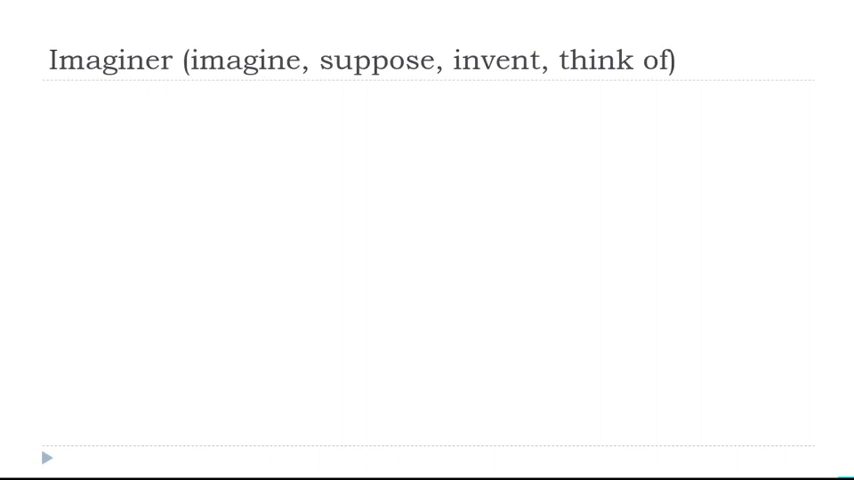 Imaginer (imagine, suppose, invent, think of)